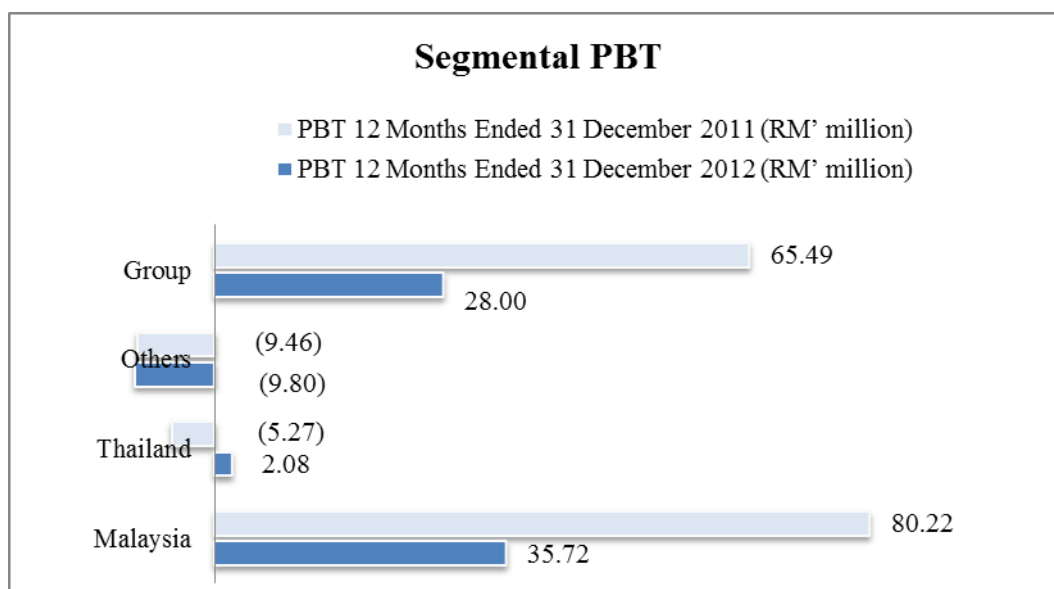 Segmental PBT
PBT 12 Months Ended 31 December 2011 (RM’ million)
PBT 12 Months Ended 31 December 2012 (RM’ million)
Group
65.49
28.00
Others
(9.46)
(9.80)
Thailand
(5.27)
2.08
Malaysia
80.22
35.72